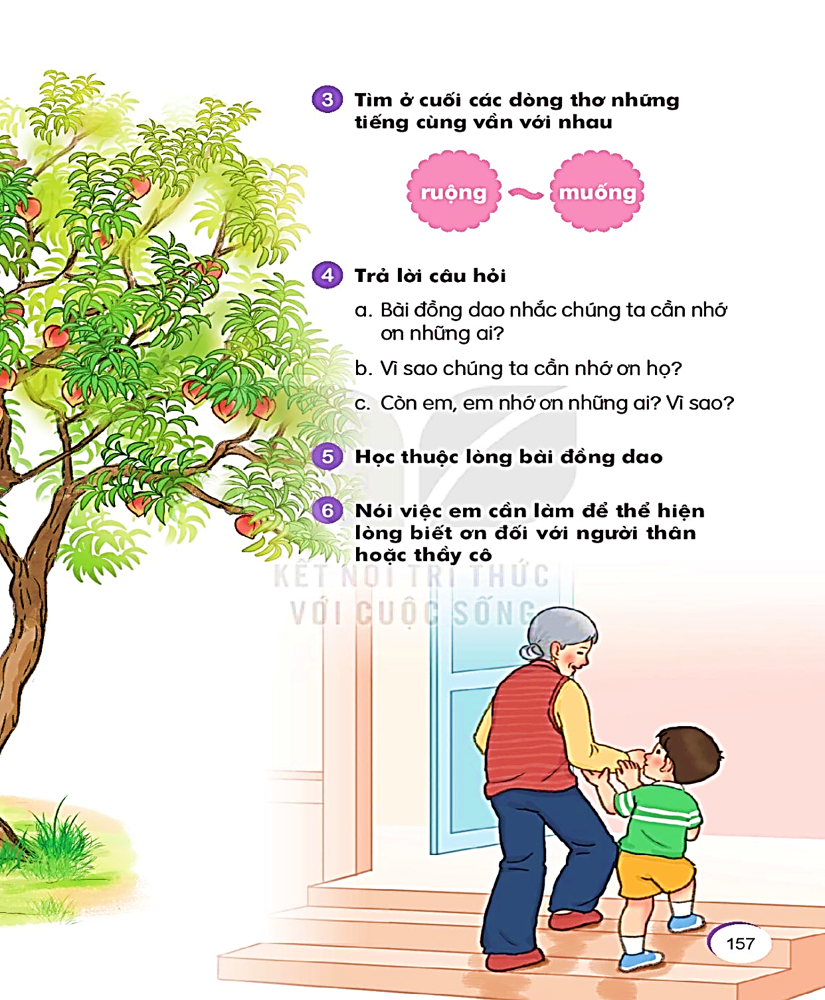 3 Tìm ở cuối các dòng thơ những
tiếng cùng vần với nhau
ruộng ~ muống
4 Trả lời câu hỏi
a. Bài đồng dao nhắc chúng ta cần nhớ
ơn những ai?
b. Vì sao chúng ta cần nhớ ơn họ?
c. Còn em, em nhớ ơn những ai? Vì sao?
5 Học thuộc lòng bài đồng dao
6 Nói việc em cần làm để thể hiện
lòng biết ơn đối với người thân
hoặc thầy cô
KẾT NỐI TRI THỨC
VỚI CUỘC SỐNG
157